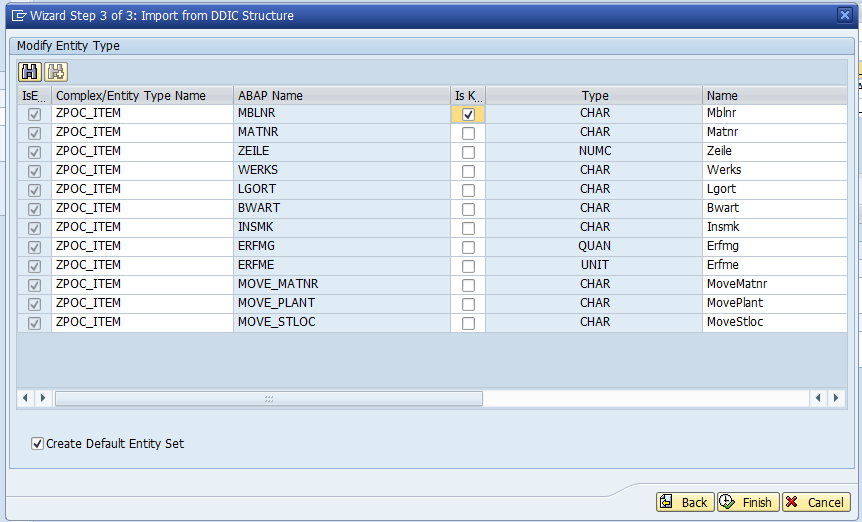 Wizard Step 3 of 3: Import from DDIC Structure
Modify Entity Type
IsE... Complex/Entity Type Name ABAP Name Is K... Type Name
ZPOC_ITEM MBLNR CHAR Mblnr
ZPOC_ITEM MATNR CHAR Matnr
ZPOC_ITEM ZEILE NUMC Zeile
ZPOC_ITEM WERKS CHAR Werks
ZPOC_ITEM LGORT CHAR Lgort
ZPOC_ITEM BWART CHAR Bwart
ZPOC_ITEM INSMK CHAR Insmk
ZPOC_ITEM ERFMG QUAN Erfmg
ZPOC_ITEM ERFME UNIT Erfme
ZPOC_ITEM MOVE_MATNR CHAR MoveMatnr
ZPOC_ITEM MOVE_PLANT CHAR MovePlant
ZPOC_ITEM MOVE_STLOC CHAR MoveStloc
Create Default Entity Set
Back Finish Cancel